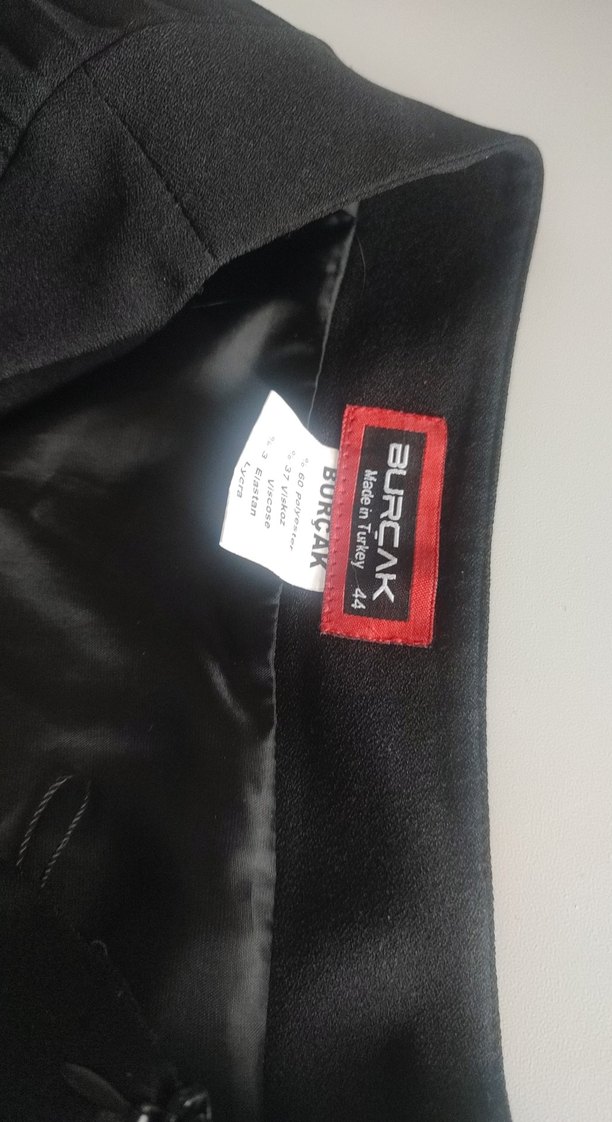 BURÇAK
Made in Turkey 44
BURÇAK
% 60 Polyester
% 37 Viskoz
Viscose
% 3 Elastan
Lycra